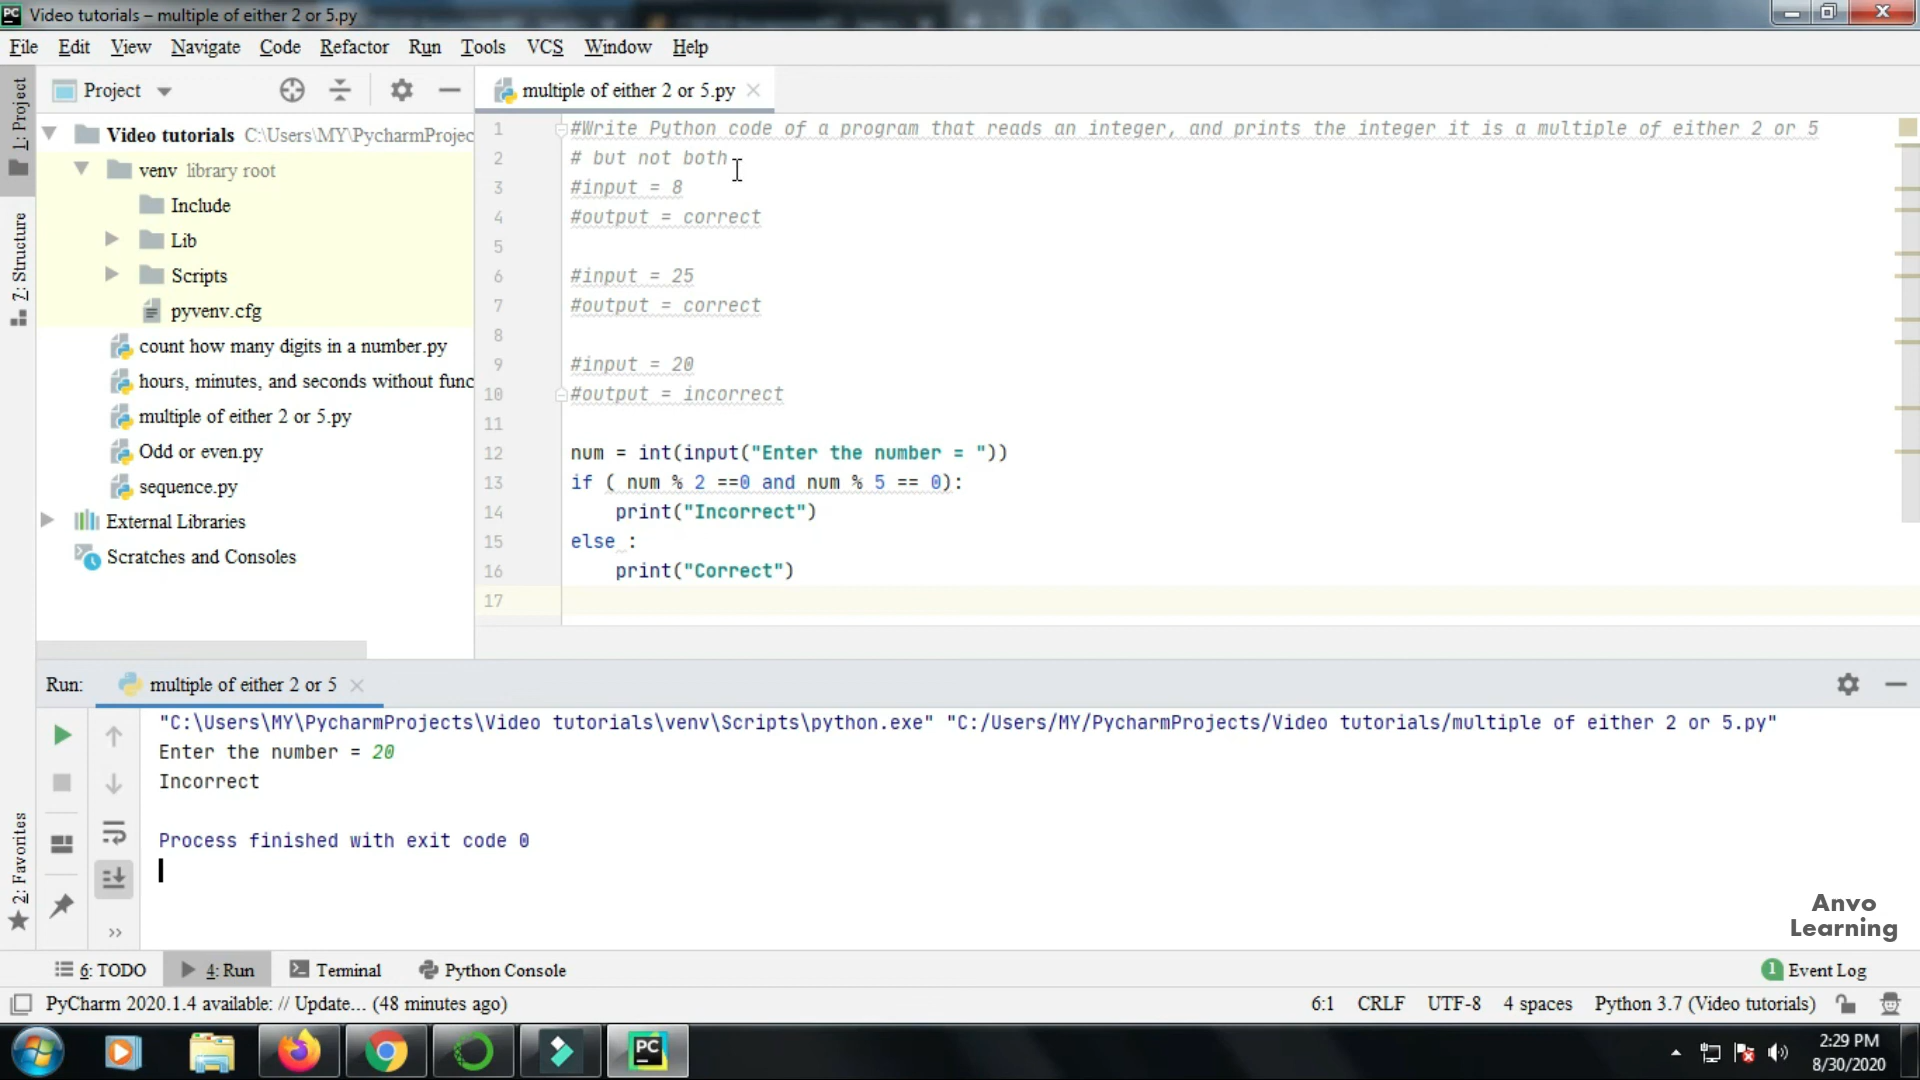 Video tutorials – multiple of either 2 or 5.py
File Edit View Navigate Code Refactor Run Tools VCS Window Help
Project
multiple of either 2 or 5.py
1: Project
7: Structure
2: Favorites
Video tutorials C:\Users\MY\PycharmProjec
venv library root
Include
Lib
Scripts
pyvenv.cfg
count how many digits in a number.py
hours, minutes, and seconds without func
multiple of either 2 or 5.py
Odd or even.py
sequence.py
External Libraries
Scratches and Consoles
1 #Write Python code of a program that reads an integer, and prints the integer it is a multiple of either 2 or 5
2 # but not both
3 #input = 8
4 #output = correct
5
6 #input = 25
7 #output = correct
8
9 #input = 20
10 #output = incorrect
11
12 num = int(input("Enter the number = "))
13 if ( num % 2 ==0 and num % 5 == 0):
14 print("Incorrect")
15 else :
16 print("Correct")
17
Run: multiple of either 2 or 5
"C:\Users\MY\PycharmProjects\Video tutorials\venv\Scripts\python.exe" "C:/Users/MY/PycharmProjects/Video tutorials/multiple of either 2 or 5.py"
Enter the number = 20
Incorrect
Process finished with exit code 0
Anvo
Learning
6: TODO 4: Run Terminal Python Console 1 Event Log
PyCharm 2020.1.4 available: // Update... (48 minutes ago) 6:1 CRLF UTF-8 4 spaces Python 3.7 (Video tutorials)
PC
2:29 PM
8/30/2020